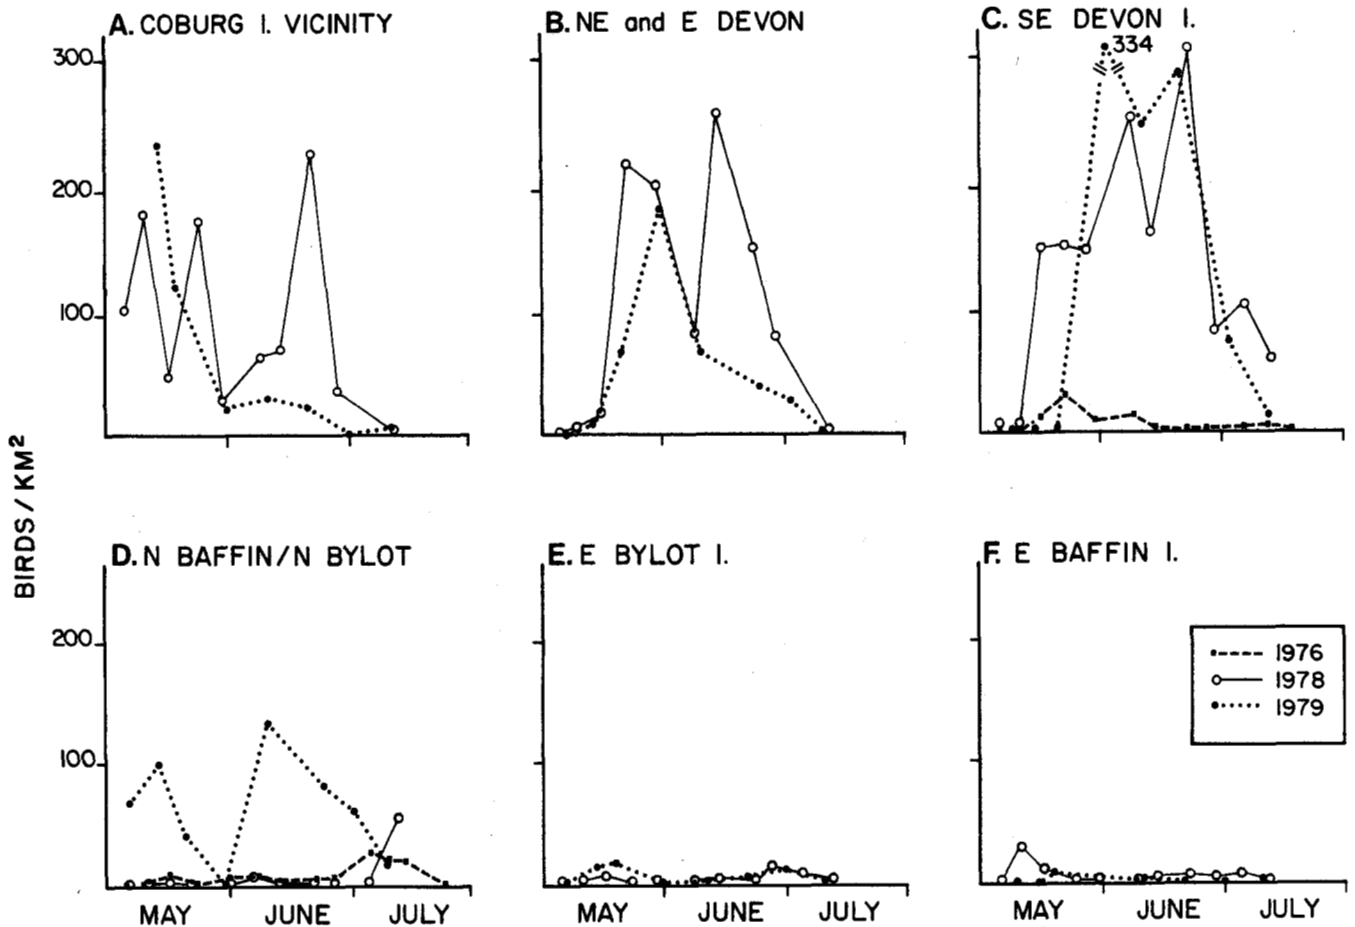 A. COBURG I. VICINITY
B. NE and E DEVON
C. SE DEVON I.
334
300
200
100
BIRDS/KM²
D. N BAFFIN/N BYLOT
E. E BYLOT I.
F. E BAFFIN I.
200
100
1976
1978
1979
MAY JUNE JULY
MAY JUNE JULY
MAY JUNE JULY